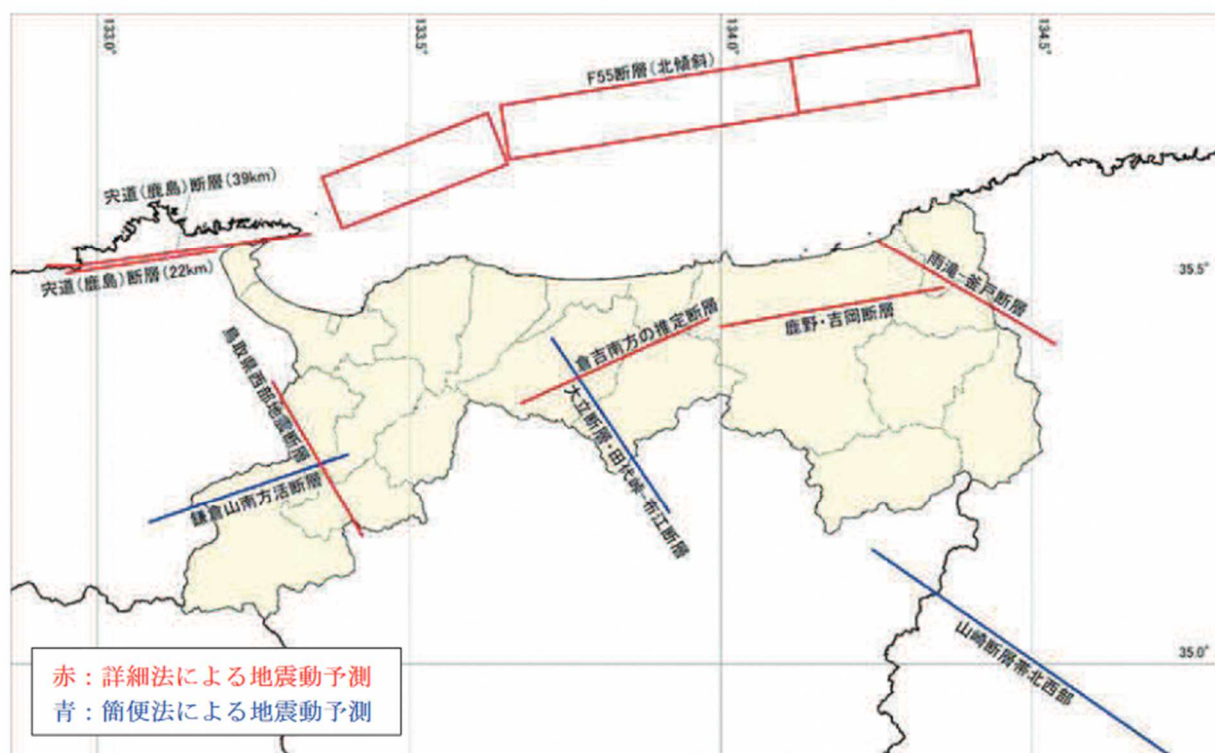 133.0°
133.5°
134.0°
134.5°
F55断層(北傾斜)
宍道(鹿島)断層(39km)
宍道(鹿島)断層(22km)
35.5°
雨滝-釜戸断層
鹿野・吉岡断層
倉吉南方の推定断層
大立断層・田代峠-布江断層
鳥取県西部地震断層
鎌倉山南方活断層
35.0°
山崎断層帯北西部
赤：詳細法による地震動予測
青：簡便法による地震動予測